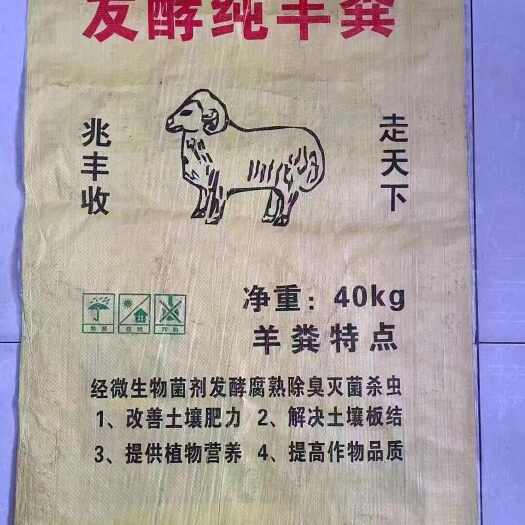 发酵纯羊粪
兆丰收
走天下
净重：40kg
羊粪特点
经微生物菌剂发酵腐熟除臭灭菌杀虫
1、改善土壤肥力 2、解决土壤板结
3、提供植物营养 4、提高作物品质